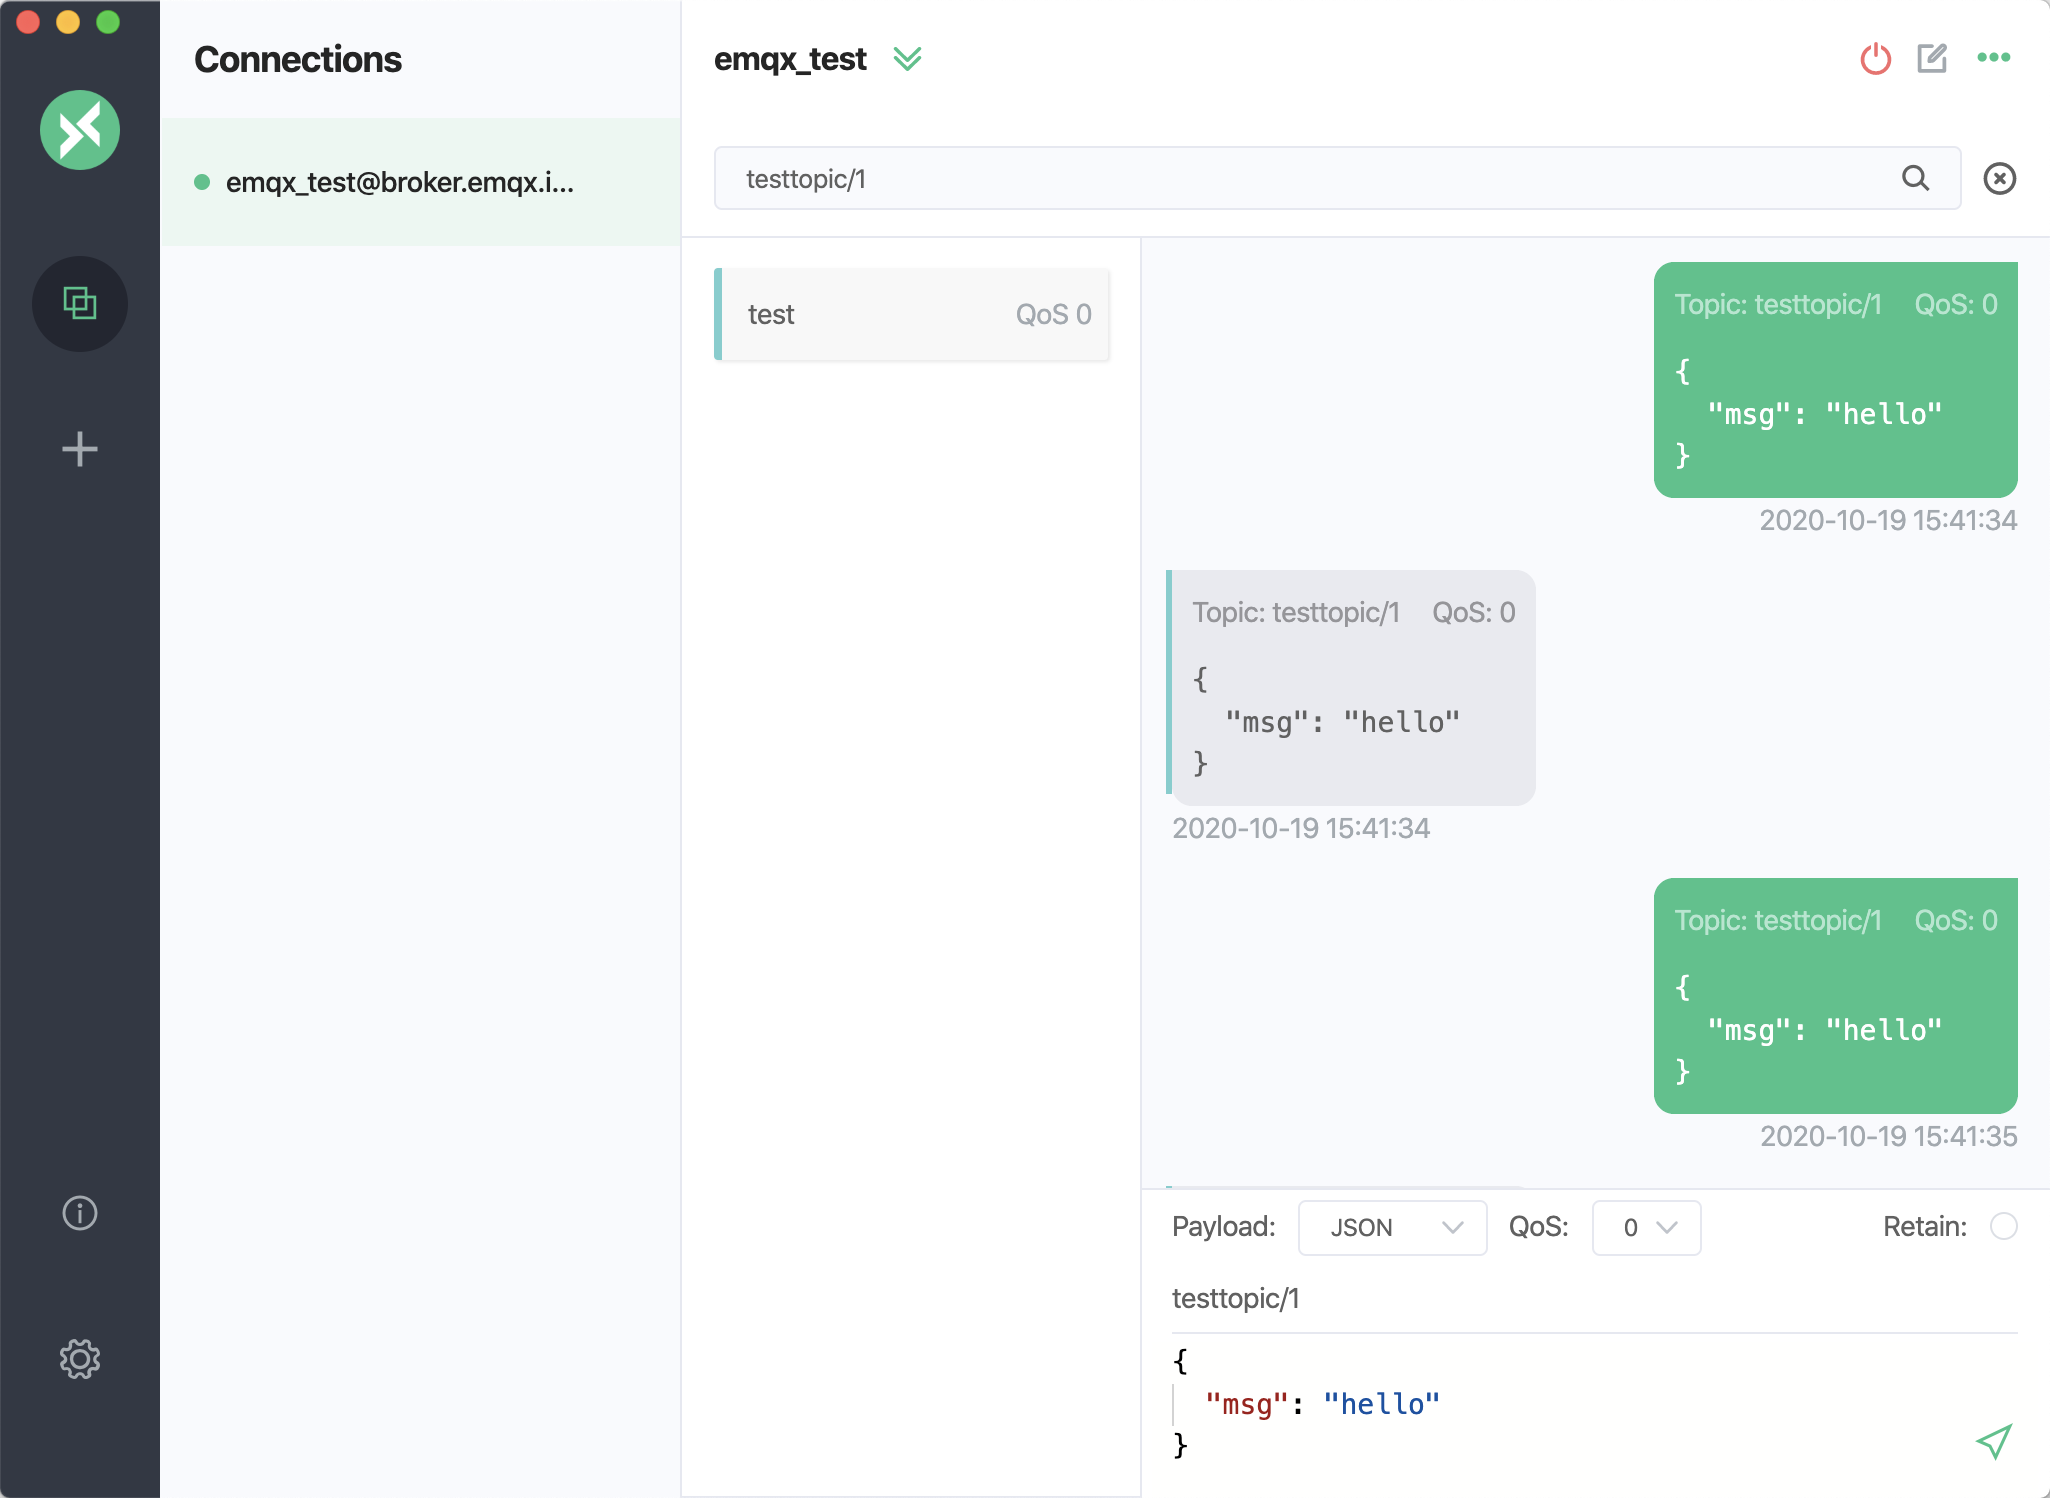 Connections
emqx_test@broker.emqx.i...
emqx_test
testtopic/1
test QoS 0
Topic: testtopic/1 QoS: 0
{
"msg": "hello"
}
2020-10-19 15:41:34
Topic: testtopic/1 QoS: 0
{
"msg": "hello"
}
2020-10-19 15:41:34
Topic: testtopic/1 QoS: 0
{
"msg": "hello"
}
2020-10-19 15:41:35
Payload: JSON QoS: 0 Retain:
testtopic/1
{
"msg": "hello"
}